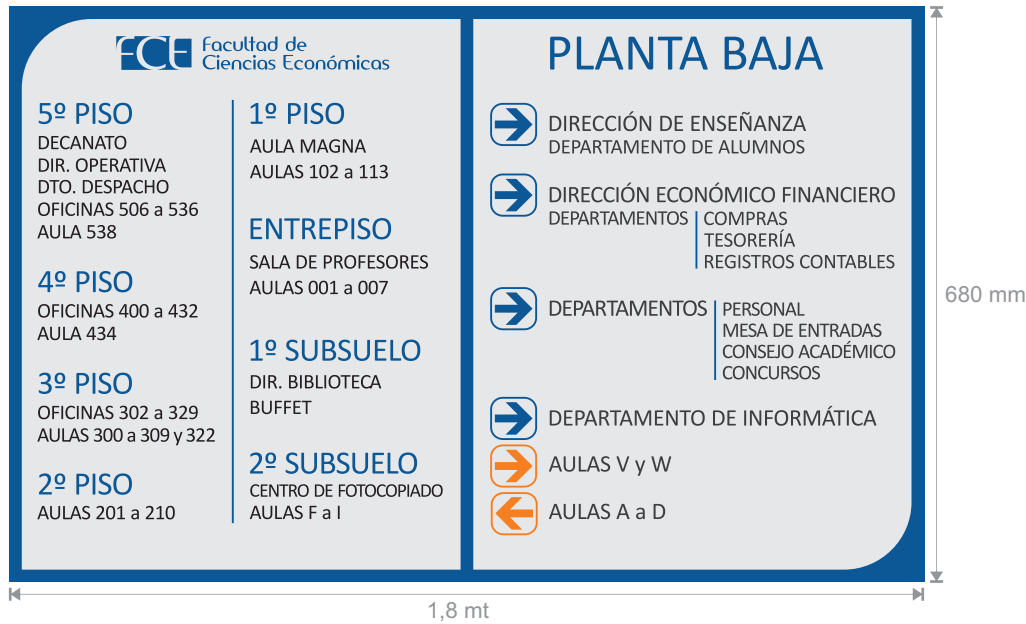 FCE Facultad de
Ciencias Económicas
5º PISO
DECANATO
DIR. OPERATIVA
DTO. DESPACHO
OFICINAS 506 a 536
AULA 538
4º PISO
OFICINAS 400 a 432
AULA 434
3º PISO
OFICINAS 302 a 329
AULAS 300 a 309 y 322
2º PISO
AULAS 201 a 210
1º PISO
AULA MAGNA
AULAS 102 a 113
ENTREPISO
SALA DE PROFESORES
AULAS 001 a 007
1º SUBSUELO
DIR. BIBLIOTECA
BUFFET
2º SUBSUELO
CENTRO DE FOTOCOPIADO
AULAS F a I
PLANTA BAJA
DIRECCIÓN DE ENSEÑANZA
DEPARTAMENTO DE ALUMNOS
DIRECCIÓN ECONÓMICO FINANCIERO
DEPARTAMENTOS COMPRAS
TESORERÍA
REGISTROS CONTABLES
DEPARTAMENTOS PERSONAL
MESA DE ENTRADAS
CONSEJO ACADÉMICO
CONCURSOS
DEPARTAMENTO DE INFORMÁTICA
AULAS V y W
AULAS A a D
680 mm
1,8 mt